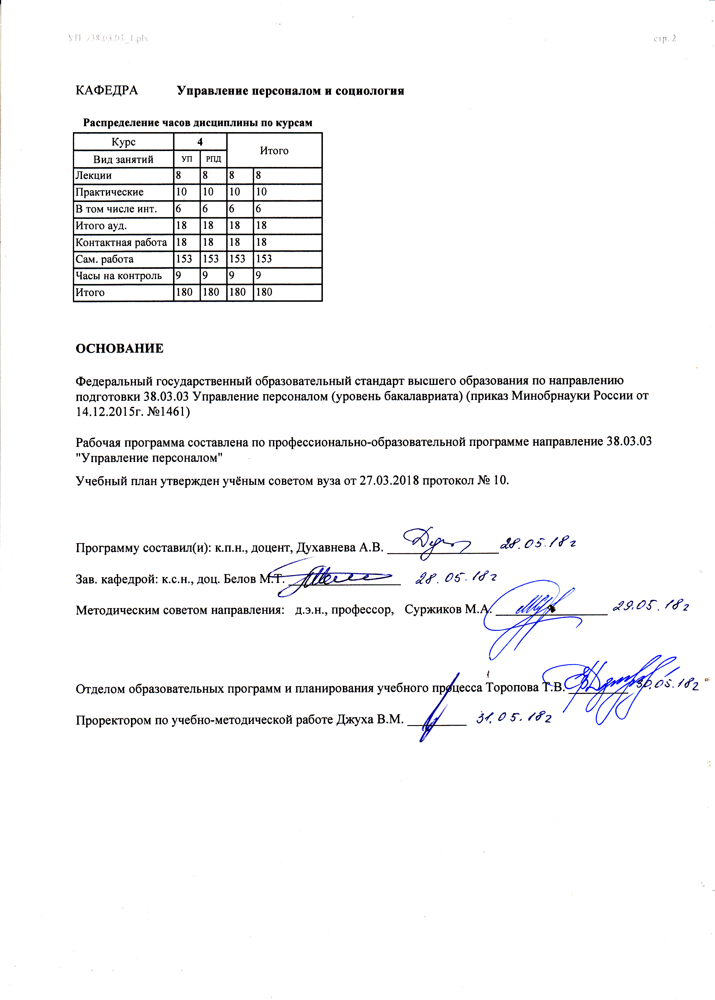 УП: z38.03.03_1.plx стр. 2
КАФЕДРА Управление персоналом и социология
Распределение часов дисциплины по курсам
Курс 4 Итого
Вид занятий УП РПД
Лекции 8 8 8 8
Практические 10 10 10 10
В том числе инт. 6 6 6 6
Итого ауд. 18 18 18 18
Контактная работа 18 18 18 18
Сам. работа 153 153 153 153
Часы на контроль 9 9 9 9
Итого 180 180 180 180
ОСНОВАНИЕ
Федеральный государственный образовательный стандарт высшего образования по направлению
подготовки 38.03.03 Управление персоналом (уровень бакалавриата) (приказ Минобрнауки России от
14.12.2015г. №1461)
Рабочая программа составлена по профессионально-образовательной программе направление 38.03.03
"Управление персоналом"
Учебный план утвержден учёным советом вуза от 27.03.2018 протокол № 10.
Программу составил(и): к.п.н., доцент, Духавнева А.В. 28.05.18г
Зав. кафедрой: к.с.н., доц. Белов М.Т. 28.05.18г
Методическим советом направления: д.э.н., профессор, Суржиков М.А. 29.05.18г
Отделом образовательных программ и планирования учебного процесса Торопова Т.В. 30.05.18г
Проректором по учебно-методической работе Джуха В.М. 31.05.18г